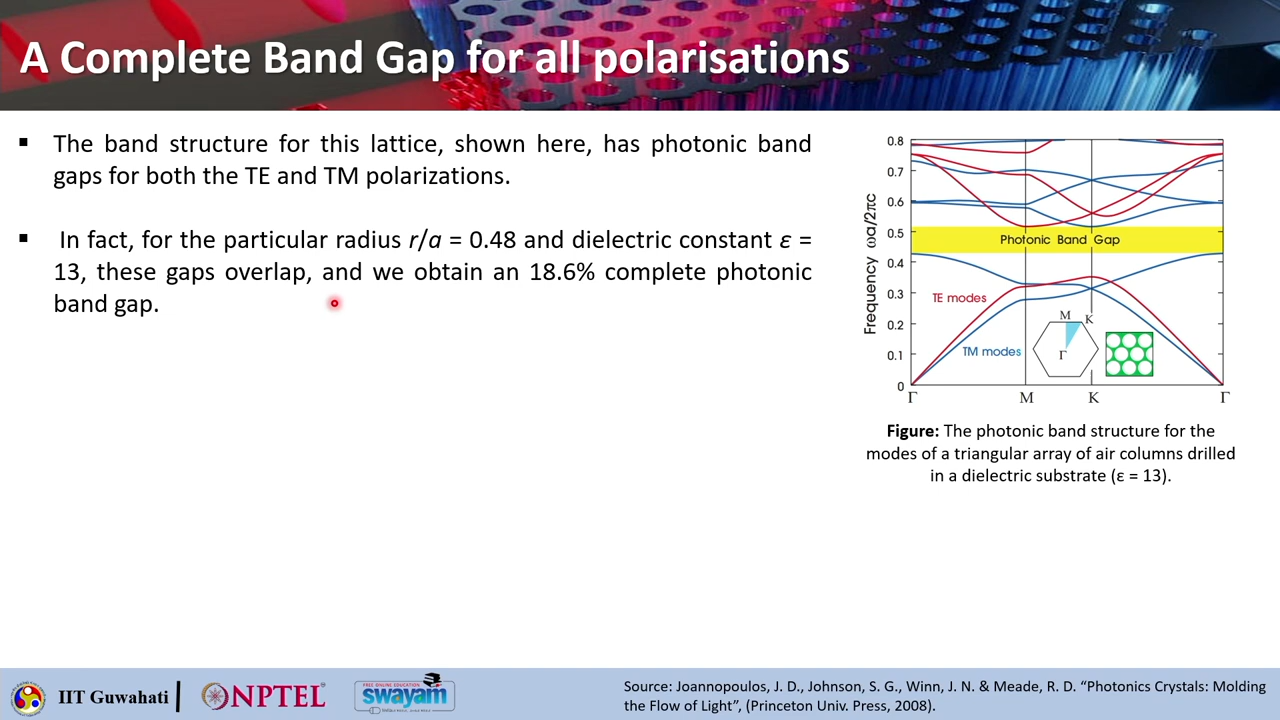 A Complete Band Gap for all polarisations
▪ The band structure for this lattice, shown here, has photonic band
gaps for both the TE and TM polarizations.
▪ In fact, for the particular radius r/a = 0.48 and dielectric constant ε =
13, these gaps overlap, and we obtain an 18.6% complete photonic
band gap.
Frequency ωa/2πc
0.8
0.7
0.6
0.5
0.4
0.3
0.2
0.1
0
Photonic Band Gap
TE modes
TM modes
M
K
Γ
Γ
M
K
Γ
Figure: The photonic band structure for the
modes of a triangular array of air columns drilled
in a dielectric substrate (ε = 13).
IIT Guwahati
NPTEL
FREE ONLINE EDUCATION
swayam
Source: Joannopoulos, J. D., Johnson, S. G., Winn, J. N. & Meade, R. D. “Photonics Crystals: Molding
the Flow of Light”, (Princeton Univ. Press, 2008).